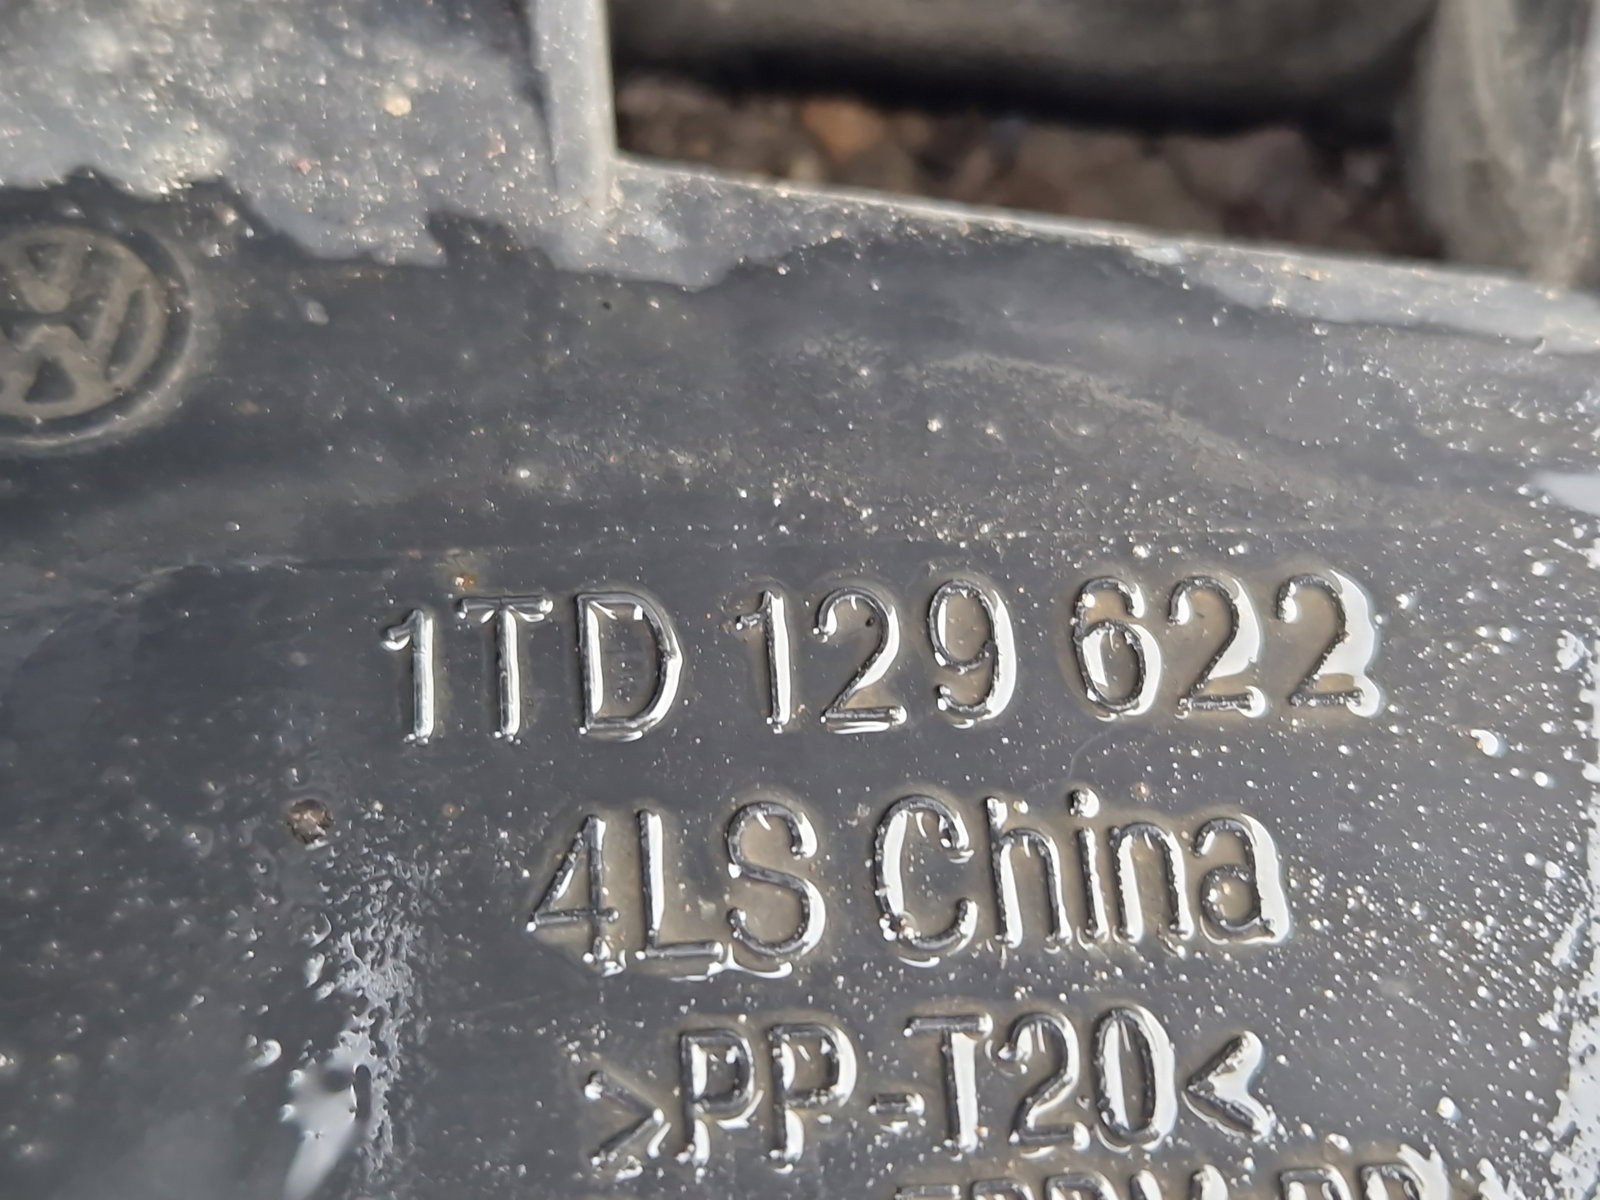 1TD 129 622
4LS China
>PP-T20<